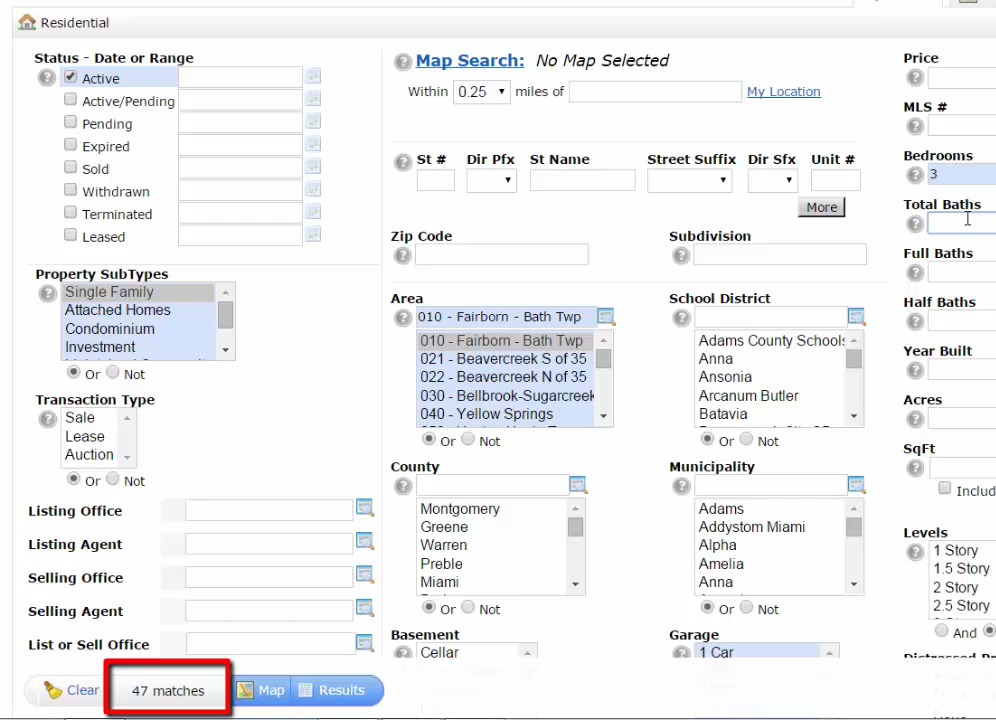 Residential
Status - Date or Range
Active
Active/Pending
Pending
Expired
Sold
Withdrawn
Terminated
Leased
Property SubTypes
Single Family
Attached Homes
Condominium
Investment
Or Not
Transaction Type
Sale
Lease
Auction
Or Not
Listing Office
Listing Agent
Selling Office
Selling Agent
List or Sell Office
Clear
47 matches
Map
Results
Map Search: No Map Selected
Within 0.25 miles of
My Location
St # Dir Pfx St Name Street Suffix Dir Sfx Unit #
More
Zip Code
Subdivision
Area
010 - Fairborn - Bath Twp
010 - Fairborn - Bath Twp
021 - Beavercreek S of 35
022 - Beavercreek N of 35
030 - Bellbrook-Sugarcreek
040 - Yellow Springs
Or Not
School District
Adams County Schools
Anna
Ansonia
Arcanum Butler
Batavia
Or Not
County
Montgomery
Greene
Warren
Preble
Miami
Or Not
Municipality
Adams
Addystom Miami
Alpha
Amelia
Anna
Or Not
Basement
Cellar
Garage
1 Car
Price
MLS #
Bedrooms
3
Total Baths
Full Baths
Half Baths
Year Built
Acres
SqFt
Includ
Levels
1 Story
1.5 Story
2 Story
2.5 Story
And